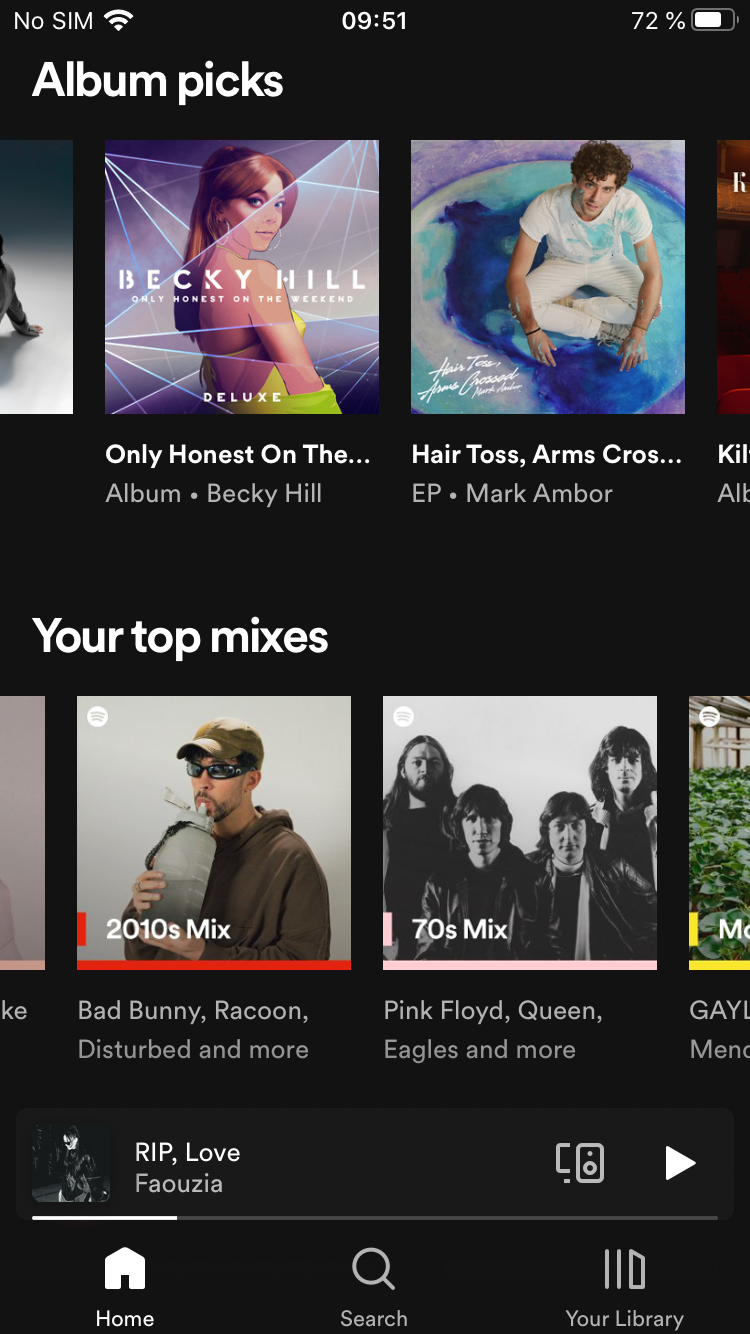 No SIM 09:51 72 %
Album picks
BECKY HILL
ONLY HONEST ON THE WEEKEND
DELUXE
Hair Toss,
Arms Crossed
Mark Ambor
K
Only Honest On The... Hair Toss, Arms Cros... Kil
Album • Becky Hill EP • Mark Ambor Alb
Your top mixes
2010s Mix 70s Mix Mo
ke Bad Bunny, Racoon, Pink Floyd, Queen, GAYL
Disturbed and more Eagles and more Mend
RIP, Love
Faouzia
Home Search Your Library